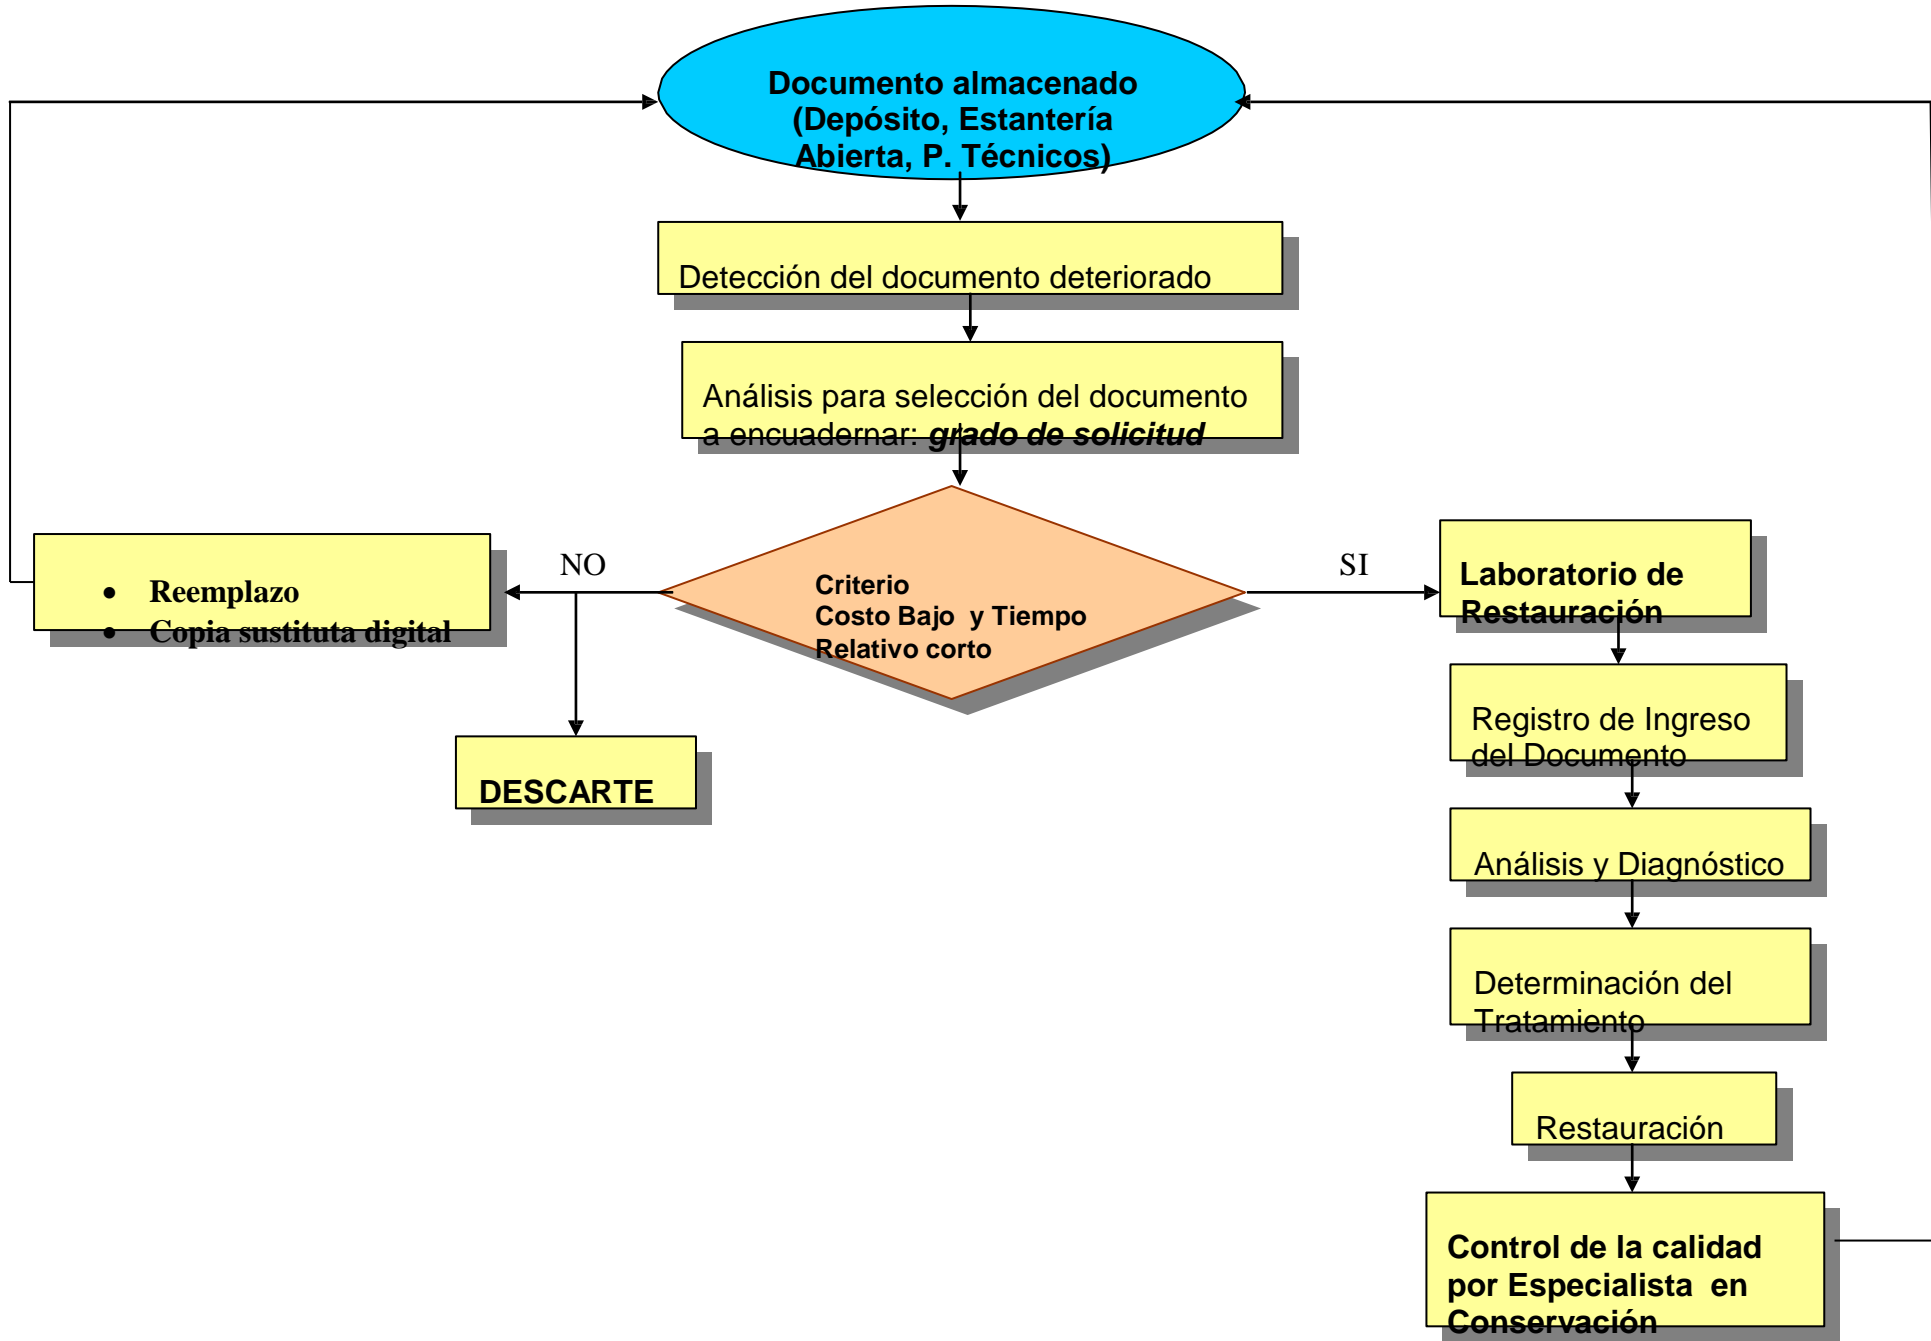 Documento almacenado
(Depósito, Estantería
Abierta, P. Técnicos)
Detección del documento deteriorado
Análisis para selección del documento
a encuadernar: grado de solicitud
NO
Criterio
Costo Bajo y Tiempo
Relativo corto
SI
• Reemplazo
• Copia sustituta digital
DESCARTE
Laboratorio de
Restauración
Registro de Ingreso
del Documento
Análisis y Diagnóstico
Determinación del
Tratamiento
Restauración
Control de la calidad
por Especialista en
Conservación